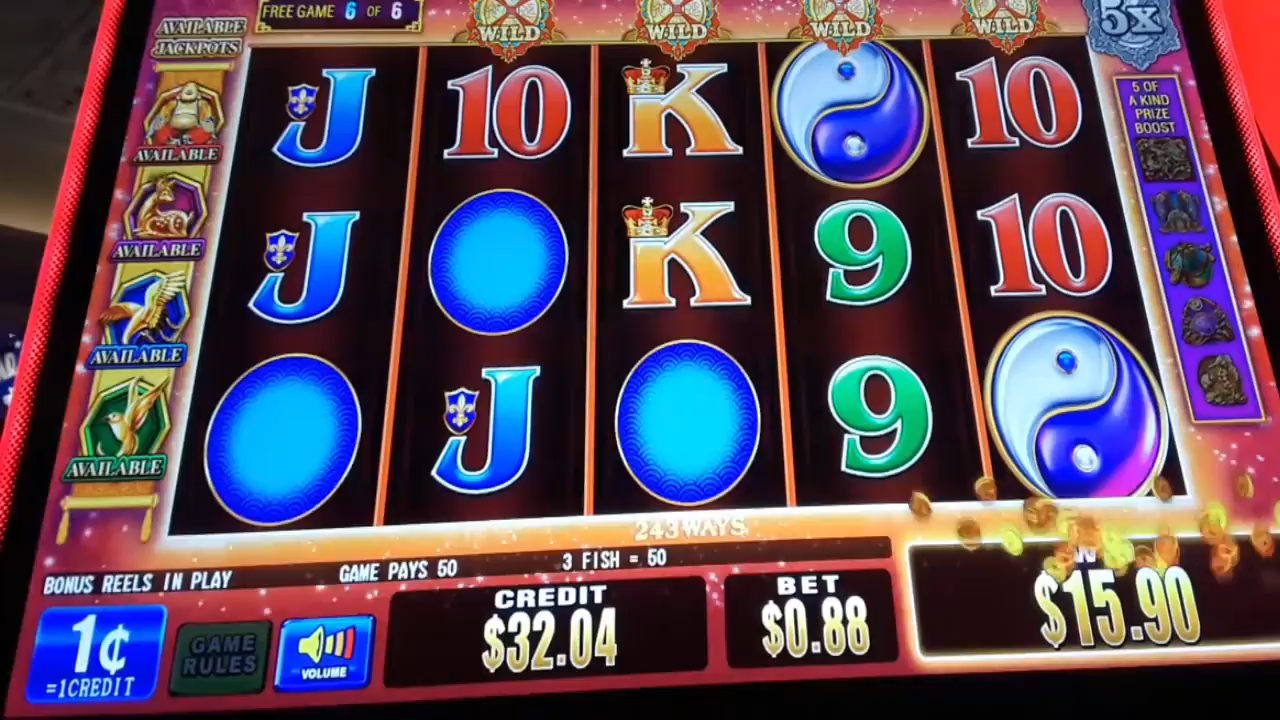 FREE GAME 6 OF 6
AVAILABLE
JACKPOTS
WILD
WILD
WILD
WILD
5X
J
10
K
10
AVAILABLE
5 OF
A KIND
PRIZE
BOOST
J
K
9
10
AVAILABLE
AVAILABLE
J
9
AVAILABLE
243 WAYS
BONUS REELS IN PLAY
GAME PAYS 50
3 FISH = 50
1¢
=1CREDIT
GAME
RULES
VOLUME
CREDIT
$32.04
BET
$0.88
$15.90